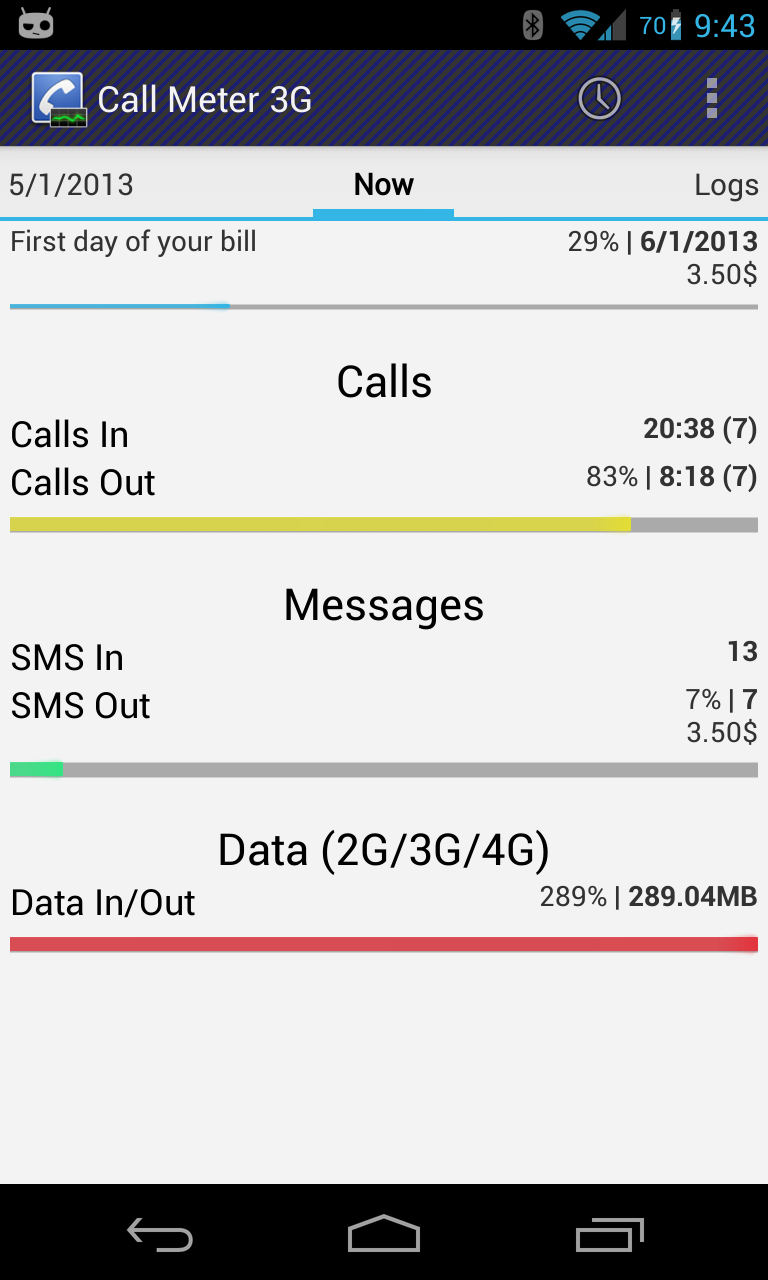 70 9:43
Call Meter 3G
5/1/2013 Now Logs
First day of your bill 29% | 6/1/2013
3.50$
Calls
Calls In 20:38 (7)
Calls Out 83% | 8:18 (7)
Messages
SMS In 13
SMS Out 7% | 7
3.50$
Data (2G/3G/4G)
Data In/Out 289% | 289.04MB